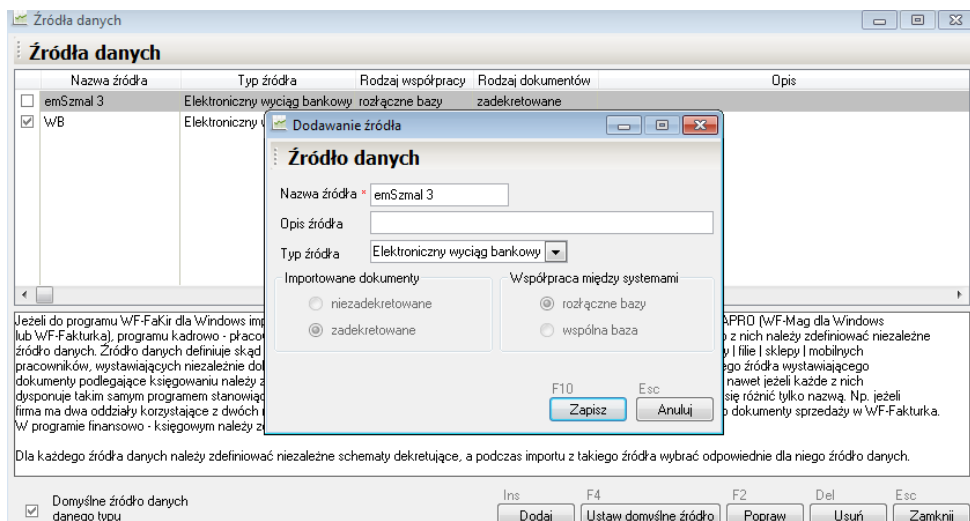 Źródła danych
Źródła danych
Nazwa źródła Typ źródła Rodzaj współpracy Rodzaj dokumentów Opis
emSzmal 3 Elektroniczny wyciąg bankowy rozłączne bazy zadekretowane
WB Elektroniczny
Dodawanie źródła
Źródło danych
Nazwa źródła * emSzmal 3
Opis źródła
Typ źródła Elektroniczny wyciąg bankowy
Importowane dokumenty Współpraca między systemami
niezadekretowane rozłączne bazy
zadekretowane wspólna baza
F10 Esc
Zapisz Anuluj
Jeżeli do programu WF-FaKir dla Windows APRO (WF-Mag dla Windows
lub WF-Fakturka), programu kadrowo - z nich należy zdefiniować niezależne
źródło danych. Źródło danych definiuje skąd | filie | sklepy | mobilnych
pracowników, wystawiających niezależnie źródła wystawiającego
dokumenty podlegające księgowaniu należy nawet jeżeli każde z nich
dysponuje takim samym programem się różnić tylko nazwą. Np. jeżeli
firma ma dwa oddziały korzystające z dwóch dokumenty sprzedaży w WF-Fakturka.
W programie finansowo - księgowym należy
Dla każdego źródła danych należy zdefiniować niezależne schematy dekretujące, a podczas importu z takiego źródła wybrać odpowiednie dla niego źródło danych.
Ins F4 F2 Del Esc
Domyślne źródło danych
danego typu Dodaj Ustaw domyślne źródło Popraw Usuń Zamknij